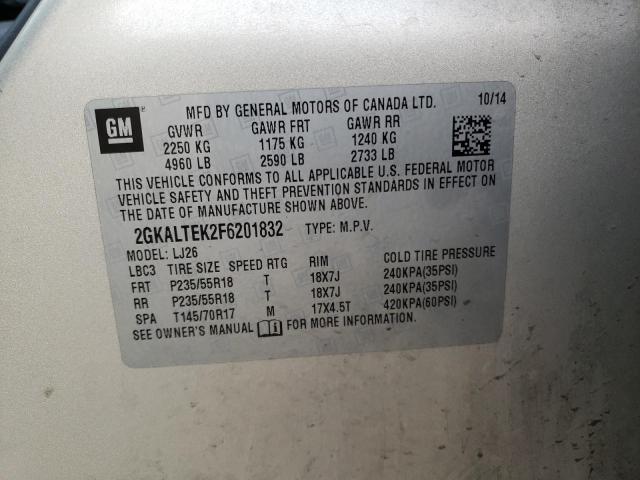 GM
MFD BY GENERAL MOTORS OF CANADA LTD. 10/14
GVWR GAWR FRT GAWR RR
2250 KG 1175 KG 1240 KG
4960 LB 2590 LB 2733 LB
THIS VEHICLE CONFORMS TO ALL APPLICABLE U.S. FEDERAL MOTOR
VEHICLE SAFETY AND THEFT PREVENTION STANDARDS IN EFFECT ON
THE DATE OF MANUFACTURE SHOWN ABOVE.
2GKALTEK2F6201832 TYPE: M.P.V.
MODEL: LJ26
LBC3 TIRE SIZE SPEED RTG RIM COLD TIRE PRESSURE
FRT P235/55R18 T 18X7J 240KPA(35PSI)
RR P235/55R18 T 18X7J 240KPA(35PSI)
SPA T145/70R17 M 17X4.5T 420KPA(60PSI)
SEE OWNER'S MANUAL FOR MORE INFORMATION.